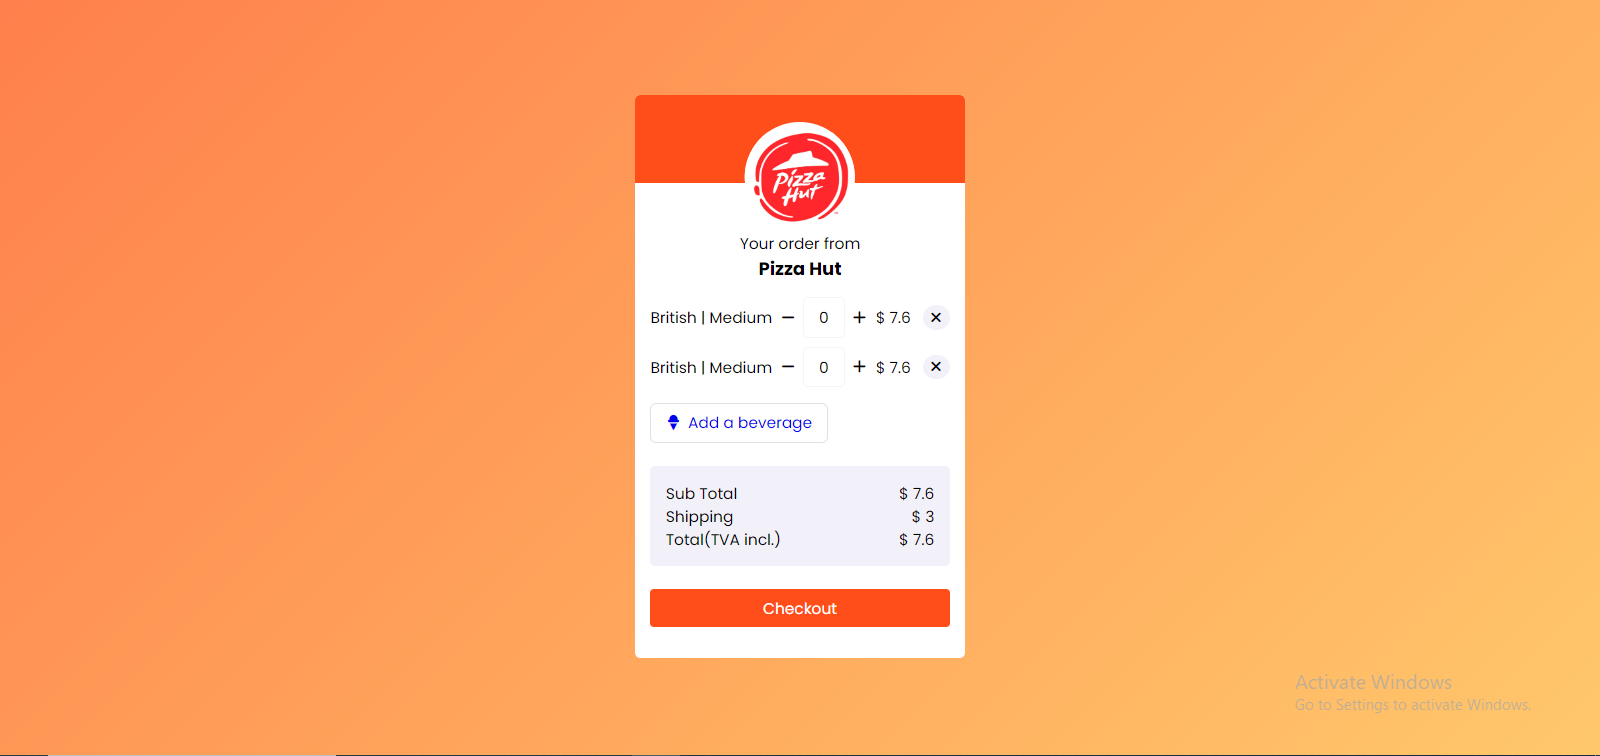 Pizza
Hut
Your order from
Pizza Hut
British | Medium − 0 + $ 7.6 ✕
British | Medium − 0 + $ 7.6 ✕
Add a beverage
Sub Total $ 7.6
Shipping $ 3
Total(TVA incl.) $ 7.6
Checkout
Activate Windows
Go to Settings to activate Windows.